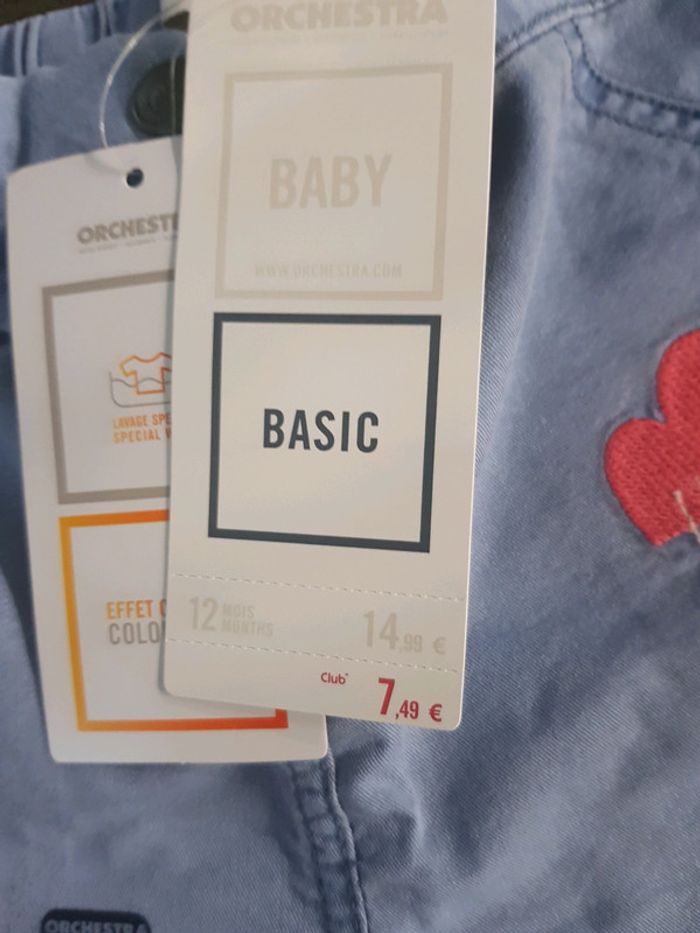 ORCHESTRA
BABY
WWW.ORCHESTRA.COM
BASIC
12 MOIS
MONTHS
14,99 €
Club*
7,49 €
ORCHEST
LAVAGE SPE
SPECIAL
EFFET
COLO
ORCHESTRA